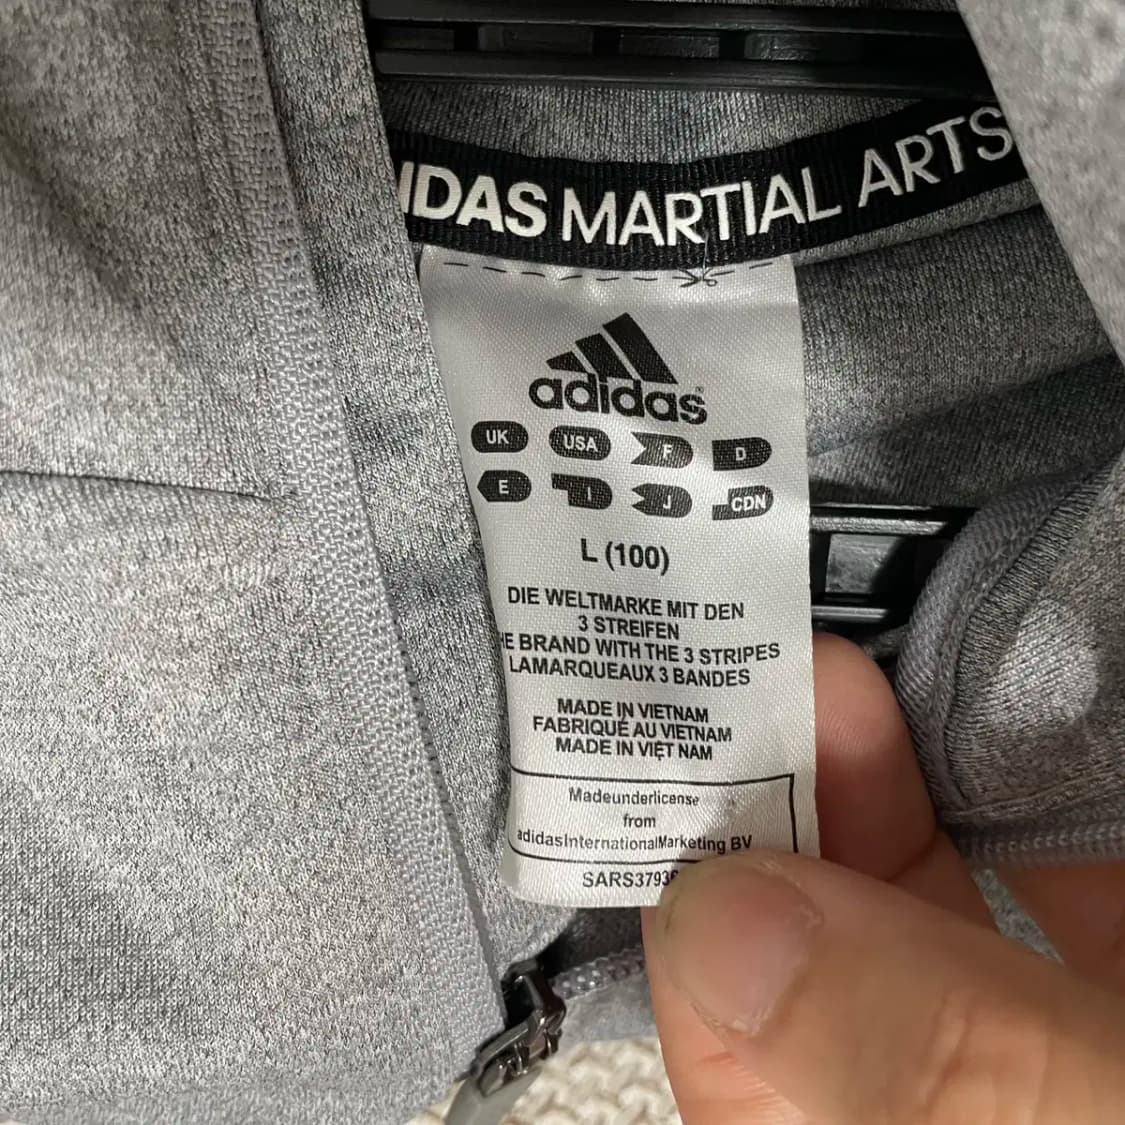 IDAS MARTIAL ARTS
adidas®
UK USA F D
E I J CDN
L (100)
DIE WELTMARKE MIT DEN
3 STREIFEN
E BRAND WITH THE 3 STRIPES
LAMARQUEAUX 3 BANDES
MADE IN VIETNAM
FABRIQUÉ AU VIETNAM
MADE IN VIỆT NAM
Madeunderlicense
from
adidasInternationalMarketing BV
SARS3793